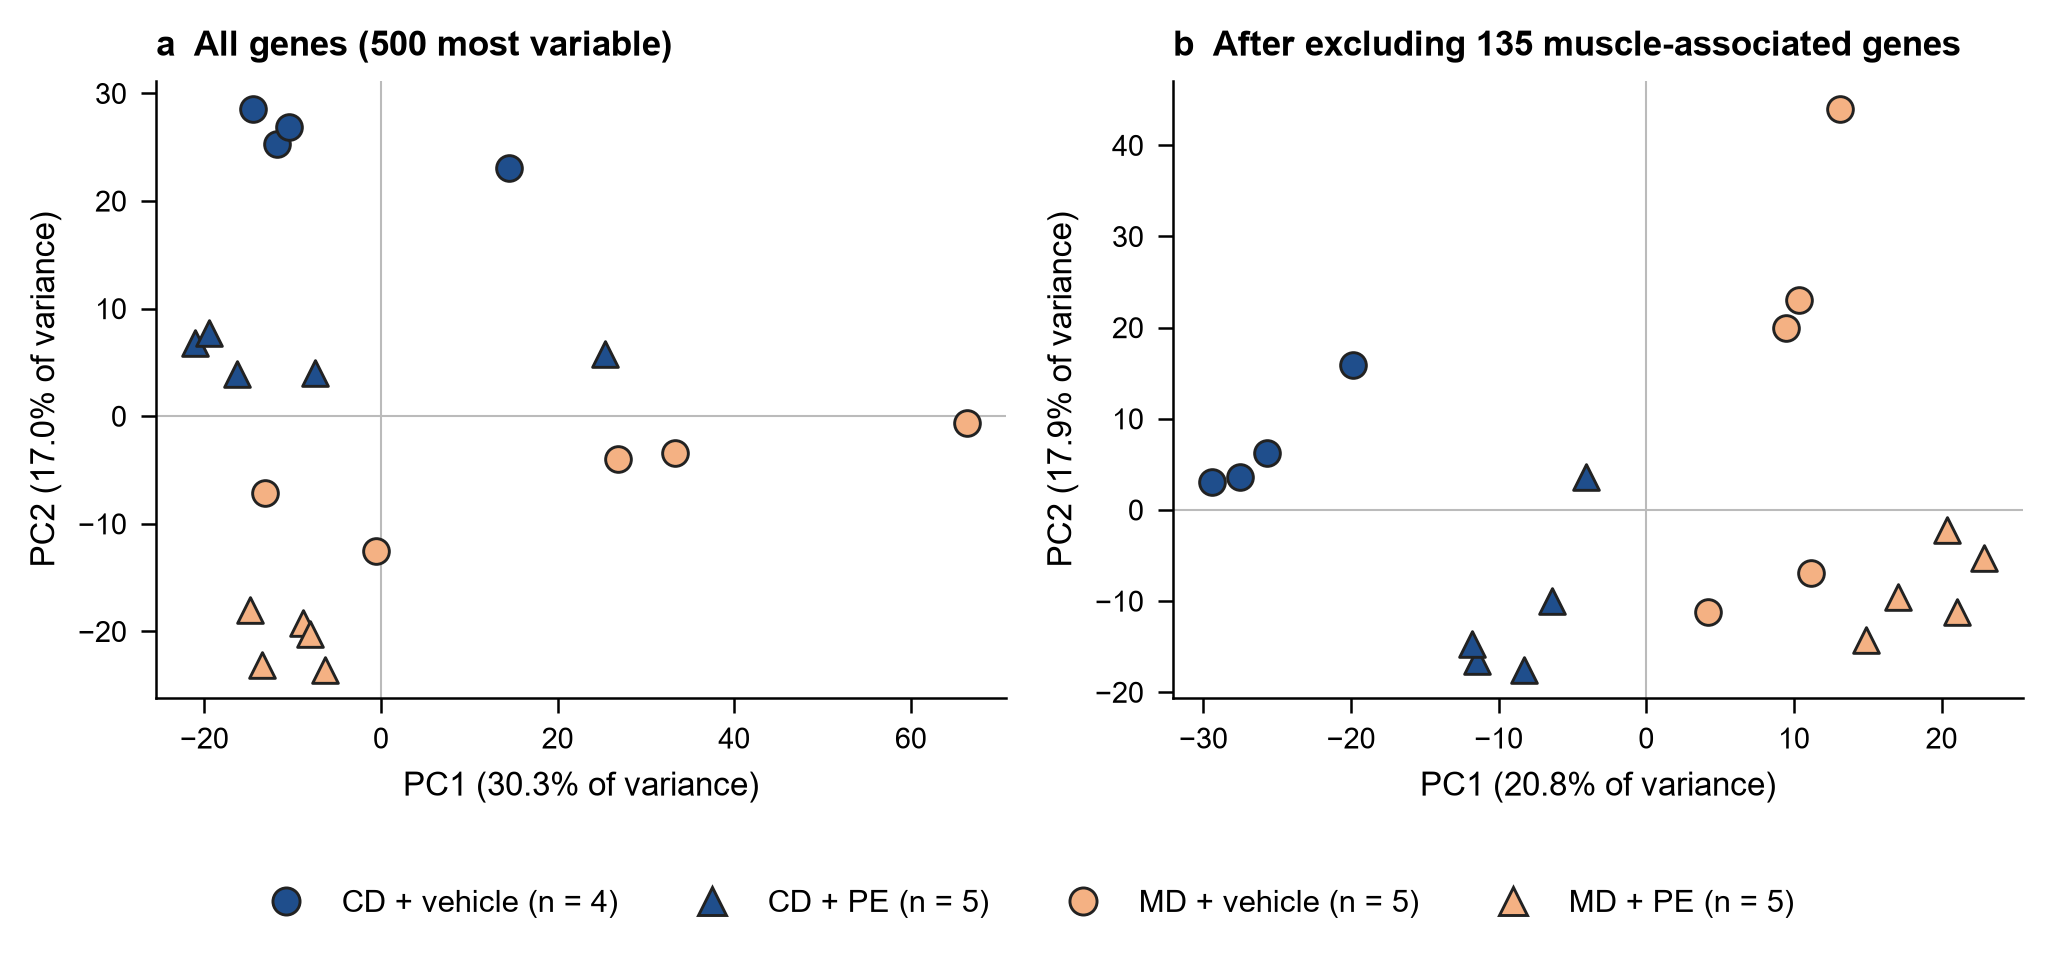 a  All genes (500 most variable)
30
20
10
0
−10
−20
PC2 (17.0% of variance)
−20
0
20
40
60
PC1 (30.3% of variance)
b  After excluding 135 muscle-associated genes
40
30
20
10
0
−10
−20
PC2 (17.9% of variance)
−30
−20
−10
0
10
20
PC1 (20.8% of variance)
CD + vehicle (n = 4)
CD + PE (n = 5)
MD + vehicle (n = 5)
MD + PE (n = 5)